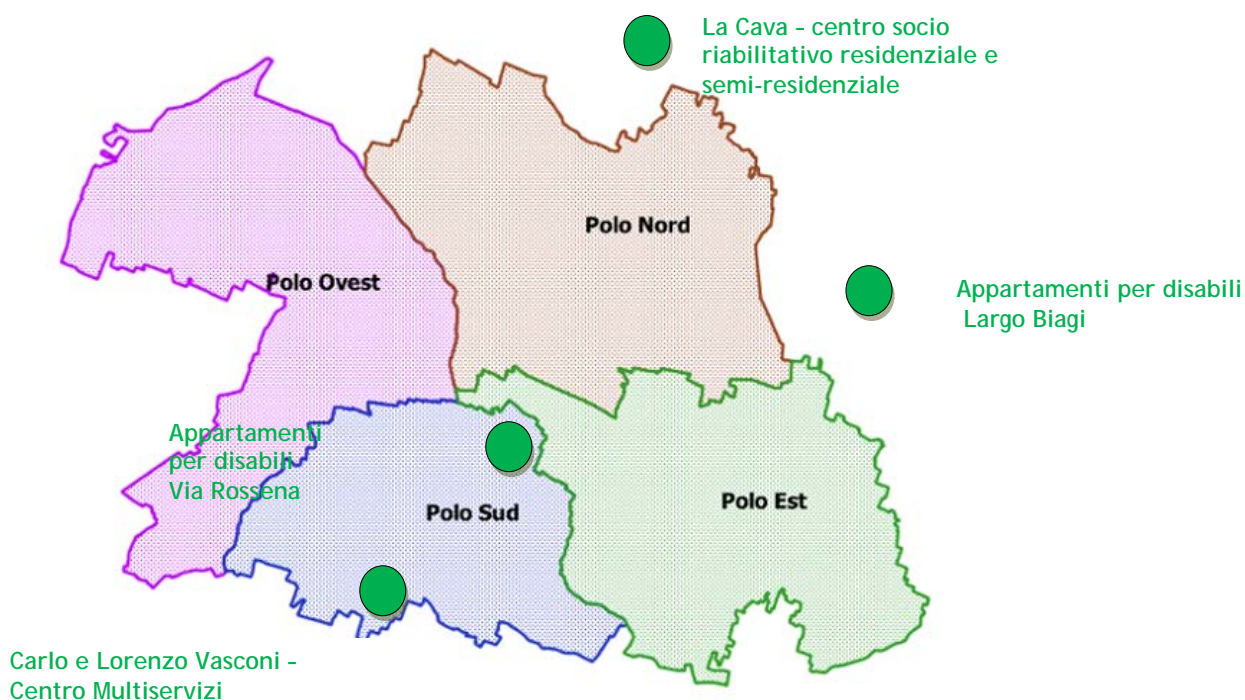 La Cava - centro socio
riabilitativo residenziale e
semi-residenziale
Polo Nord
Polo Ovest
Appartamenti per disabili
Largo Biagi
Appartamenti
per disabili
Via Rossena
Polo Sud
Polo Est
Carlo e Lorenzo Vasconi -
Centro Multiservizi